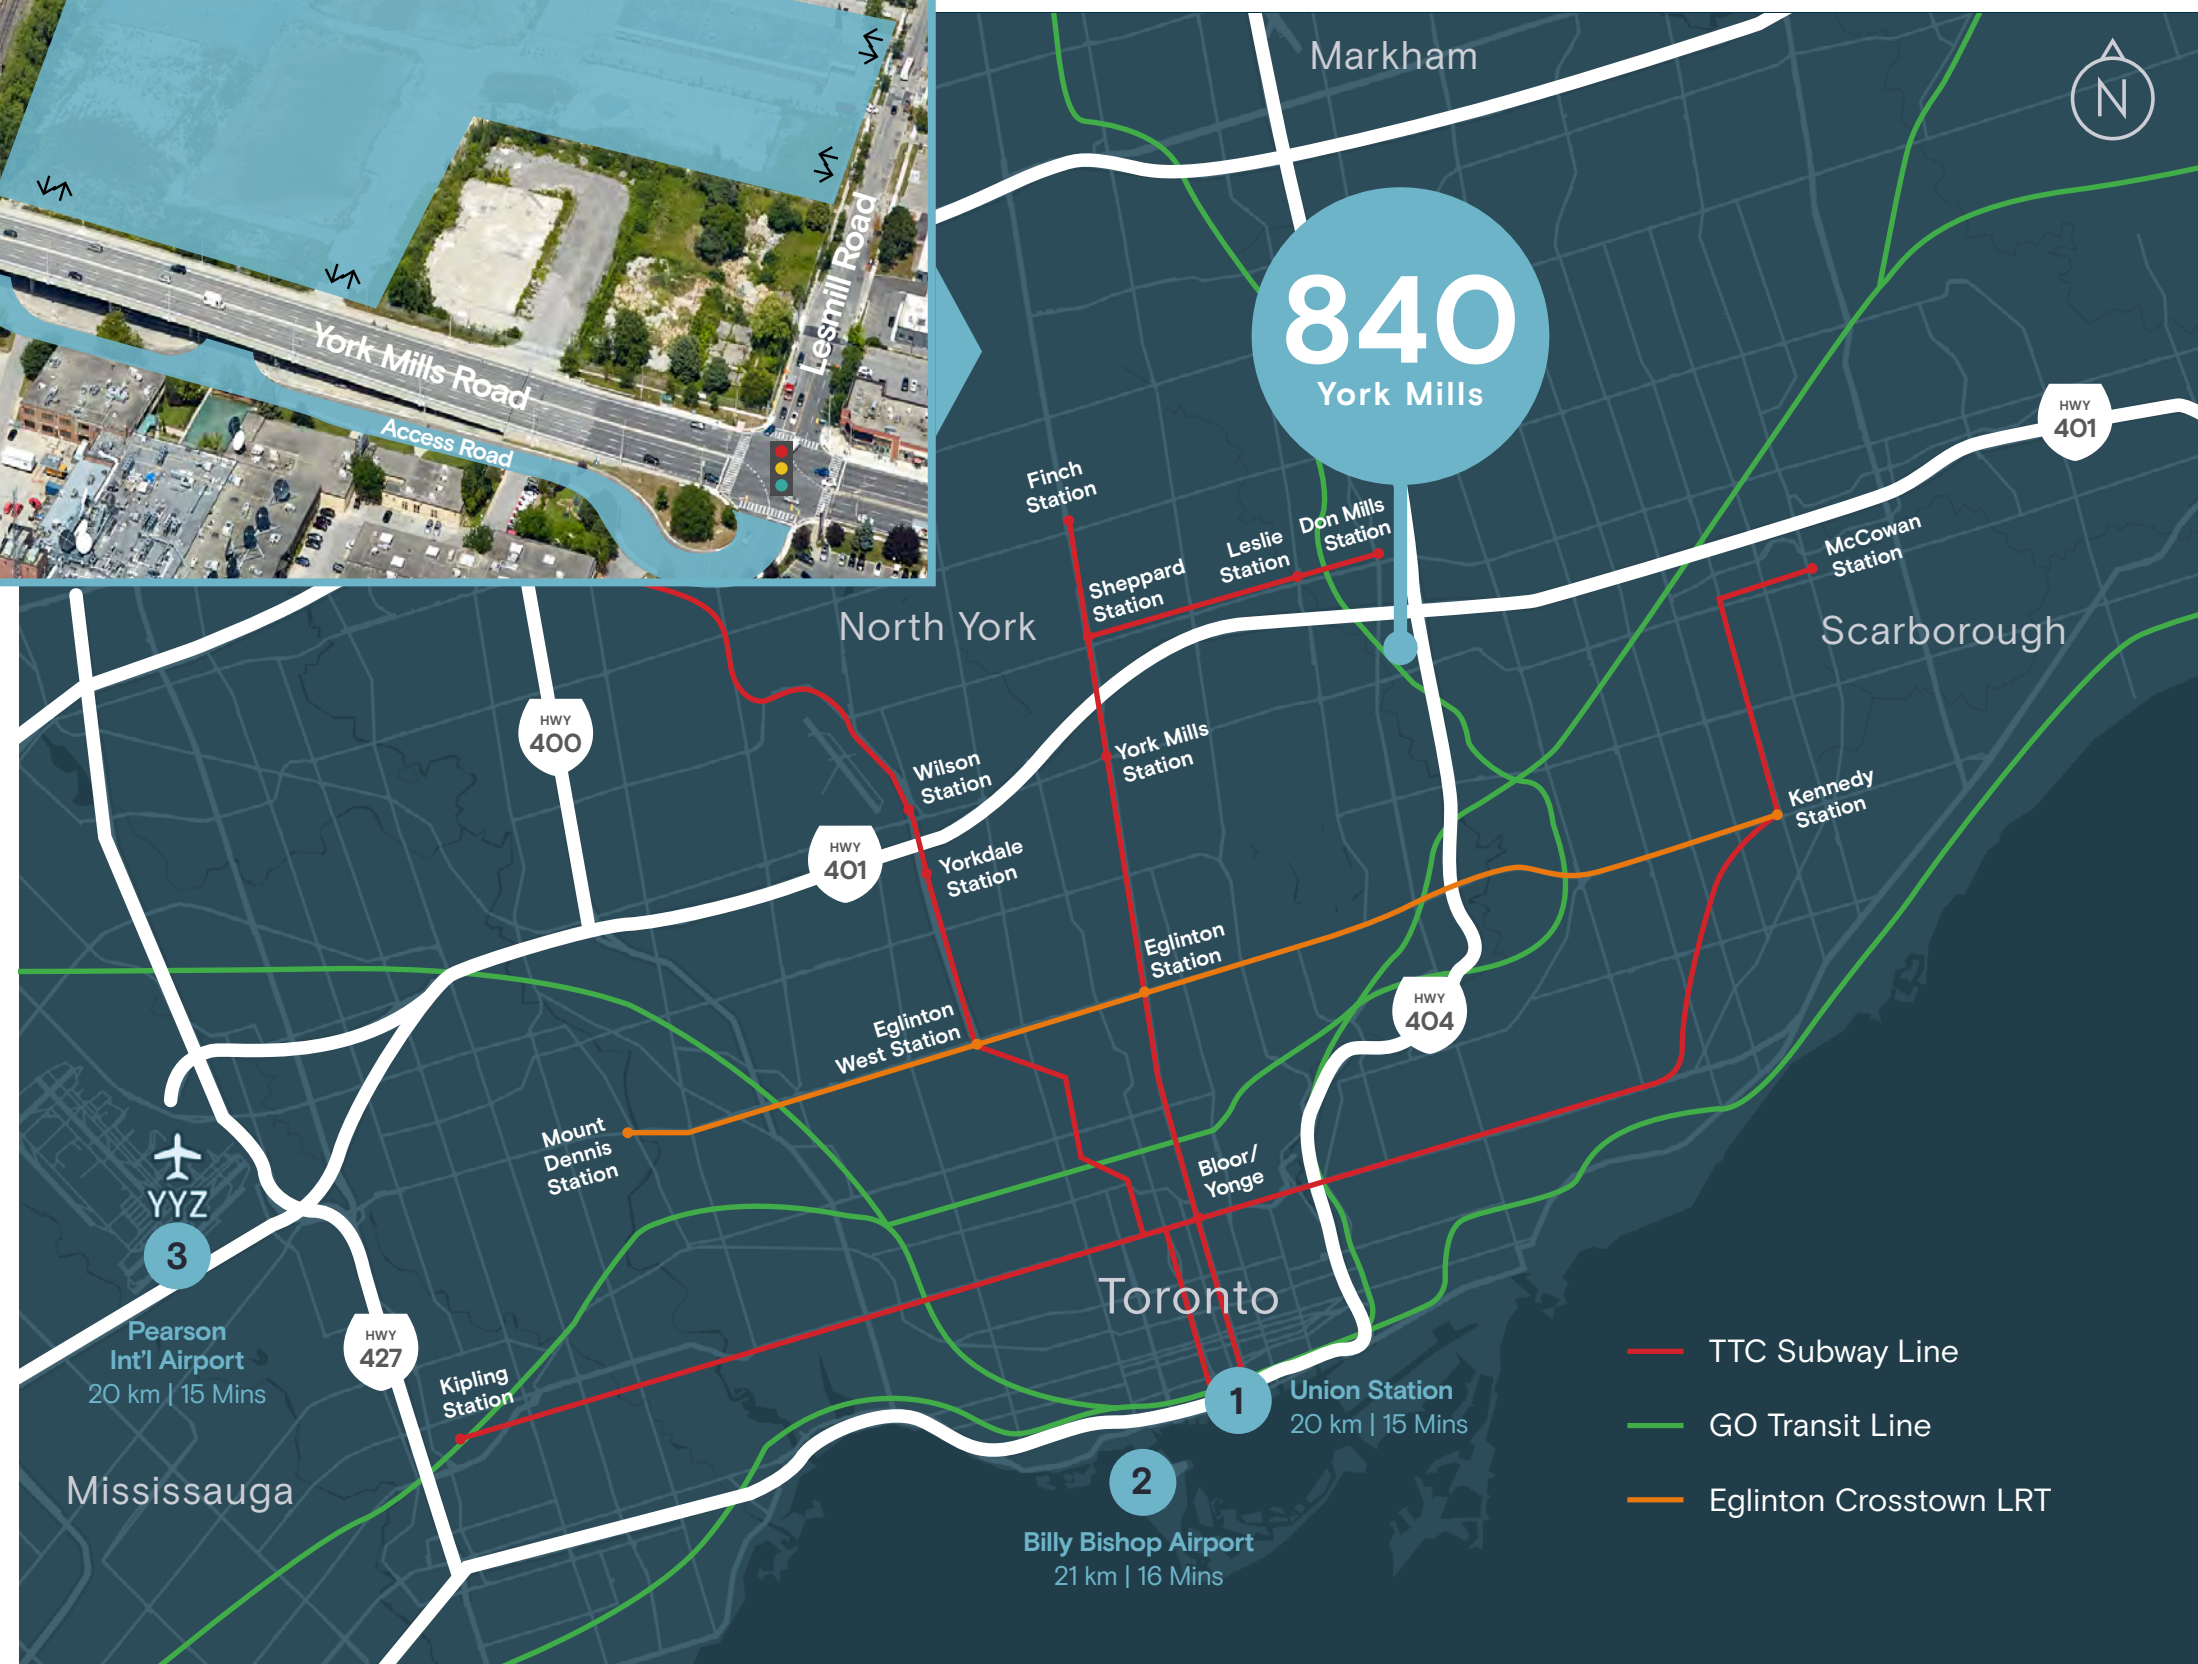 Markham
N
840
York Mills
Lesmill Road
York Mills Road
Access Road
HWY
401
Finch
Station
Don Mills
Station
Leslie
Station
Sheppard
Station
McCowan
Station
North York
Scarborough
HWY
400
York Mills
Station
Wilson
Station
Kennedy
Station
HWY
401
Yorkdale
Station
Eglinton
Station
HWY
404
Eglinton
West Station
Mount
Dennis
Station
Bloor/
Yonge
YYZ
3
Pearson
Int'l Airport
20 km | 15 Mins
HWY
427
Toronto
Kipling
Station
1
Union Station
20 km | 15 Mins
2
Billy Bishop Airport
21 km | 16 Mins
Mississauga
TTC Subway Line
GO Transit Line
Eglinton Crosstown LRT